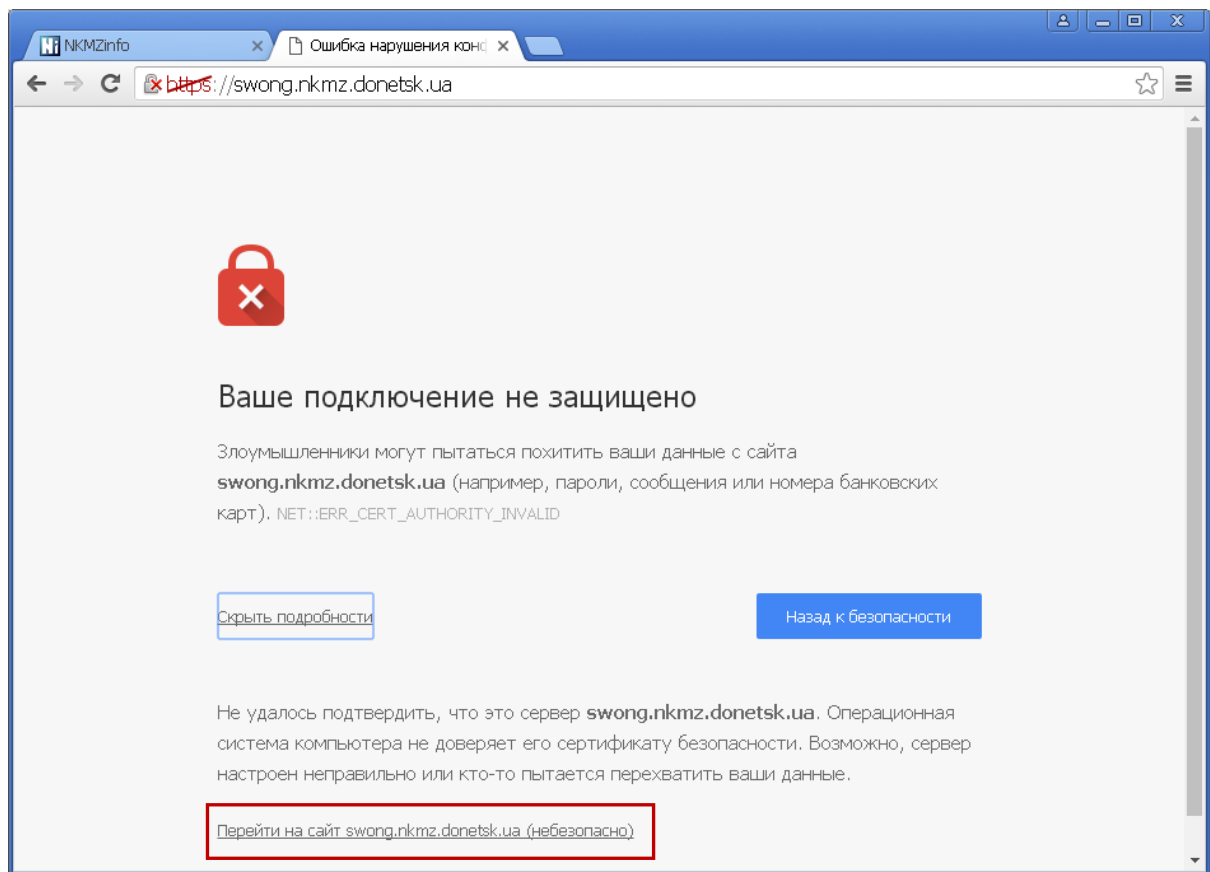 NKMZinfo
Ошибка нарушения конф
https://swong.nkmz.donetsk.ua
Ваше подключение не защищено
Злоумышленники могут пытаться похитить ваши данные с сайта
swong.nkmz.donetsk.ua (например, пароли, сообщения или номера банковских
карт). NET::ERR_CERT_AUTHORITY_INVALID
Скрыть подробности
Назад к безопасности
Не удалось подтвердить, что это сервер swong.nkmz.donetsk.ua. Операционная
система компьютера не доверяет его сертификату безопасности. Возможно, сервер
настроен неправильно или кто-то пытается перехватить ваши данные.
Перейти на сайт swong.nkmz.donetsk.ua (небезопасно)